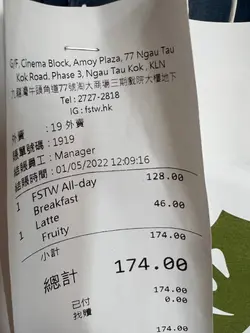 G/F, Cinema Block, Amoy Plaza, 77 Ngau Tau
Kok Road, Phase 3, Ngau Tau Kok, KLN
九龍灣牛頭角道77號淘大商場三期戲院大樓地下
Tel : 2727-2818
IG : fstw.hk
外賣 : 19 外賣
賬單號碼 : 1919
結賬員工 : Manager
結賬時間 : 01/05/2022 12:09:16
1 FSTW All-day 128.00
Breakfast
1 Latte 46.00
Fruity
小計 174.00
總計 174.00
已付 174.00
找贖 0.00